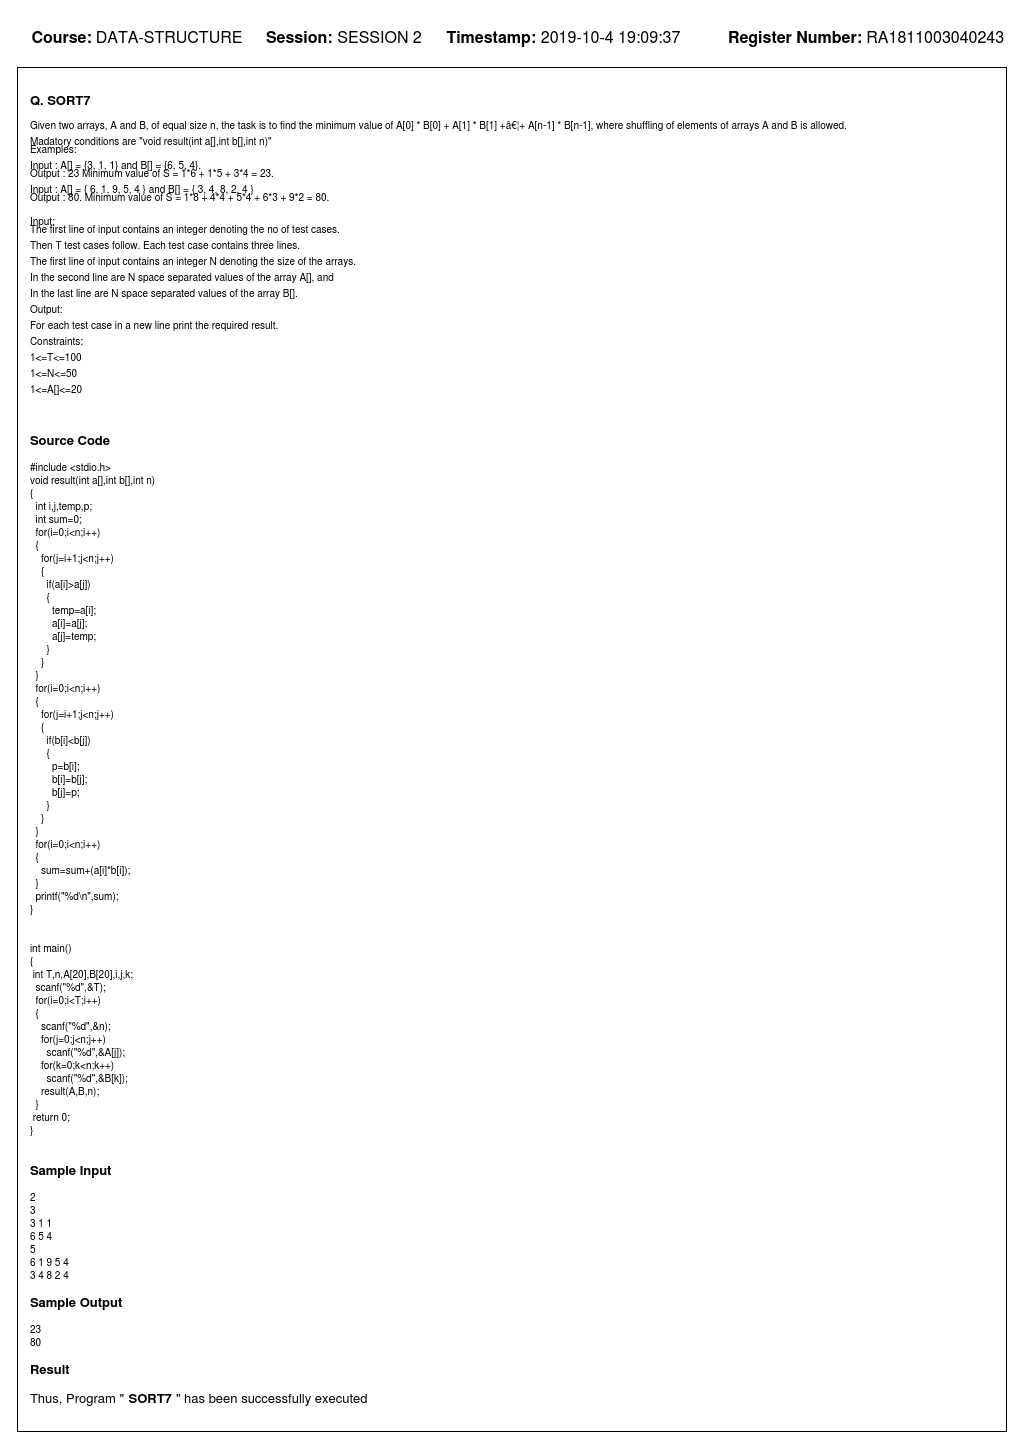 Course: DATA-STRUCTURE Session: SESSION 2 Timestamp: 2019-10-4 19:09:37 Register Number: RA1811003040243
Q. SORT7
Given two arrays, A and B, of equal size n, the task is to find the minimum value of A[0] * B[0] + A[1] * B[1] +â€¦+ A[n-1] * B[n-1], where shuffling of elements of arrays A and B is allowed.
Madatory conditions are "void result(int a[],int b[],int n)"
Examples:
Input : A[] = {3, 1, 1} and B[] = {6, 5, 4}.
Output : 23 Minimum value of S = 1*6 + 1*5 + 3*4 = 23.
Input : A[] = { 6, 1, 9, 5, 4 } and B[] = { 3, 4, 8, 2, 4 }
Output : 80. Minimum value of S = 1*8 + 4*4 + 5*4 + 6*3 + 9*2 = 80.
Input:
The first line of input contains an integer denoting the no of test cases.
Then T test cases follow. Each test case contains three lines.
The first line of input contains an integer N denoting the size of the arrays.
In the second line are N space separated values of the array A[], and
In the last line are N space separated values of the array B[].
Output:
For each test case in a new line print the required result.
Constraints:
1<=T<=100
1<=N<=50
1<=A[]<=20
Source Code
#include <stdio.h>
void result(int a[],int b[],int n)
{
int i,j,temp,p;
int sum=0;
for(i=0;i<n;i++)
{
for(j=i+1;j<n;j++)
{
if(a[i]>a[j])
{
temp=a[i];
a[i]=a[j];
a[j]=temp;
}
}
}
for(i=0;i<n;i++)
{
for(j=i+1;j<n;j++)
{
if(b[i]<b[j])
{
p=b[i];
b[i]=b[j];
b[j]=p;
}
}
}
for(i=0;i<n;i++)
{
sum=sum+(a[i]*b[i]);
}
printf("%d\n",sum);
}
int main()
{
int T,n,A[20],B[20],i,j,k;
scanf("%d",&T);
for(i=0;i<T;i++)
{
scanf("%d",&n);
for(j=0;j<n;j++)
scanf("%d",&A[j]);
for(k=0;k<n;k++)
scanf("%d",&B[k]);
result(A,B,n);
}
return 0;
}
Sample Input
2
3
3 1 1
6 5 4
5
6 1 9 5 4
3 4 8 2 4
Sample Output
23
80
Result
Thus, Program " SORT7 " has been successfully executed